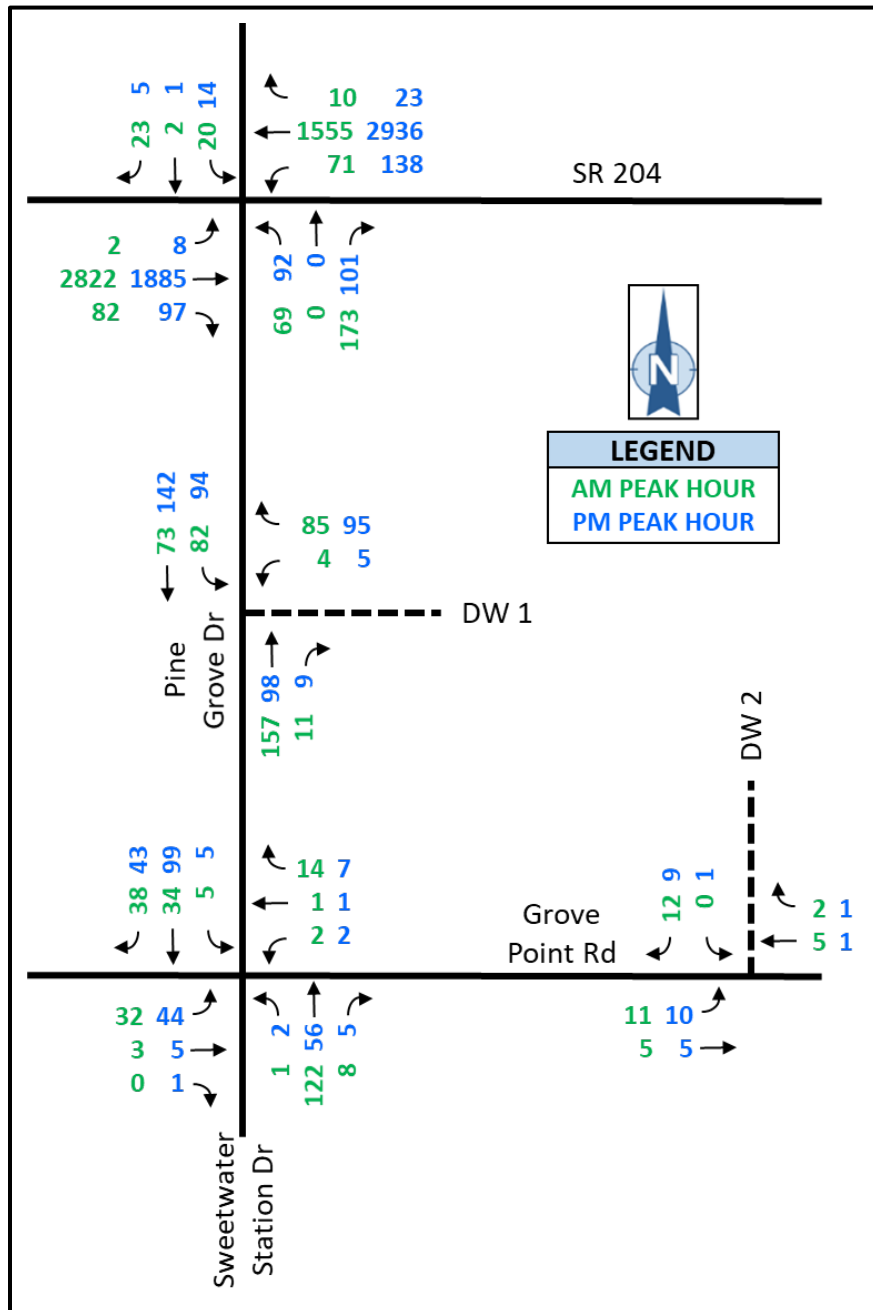 5 1 14
23 2 20
10 23
1555 2936
71 138
SR 204
2 8
2822 1885
82 97
92 0 101
69 0 173
N
LEGEND
AM PEAK HOUR
PM PEAK HOUR
142 94
73 82
85 95
4 5
DW 1
Pine
Grove Dr
98 9
157 11
DW 2
43 99 5
38 34 5
14 7
1 1
2 2
Grove
Point Rd
9 1
12 0
2 1
5 1
32 44
3 5
0 1
2 56 5
1 122 8
11 10
5 5
Sweetwater
Station Dr